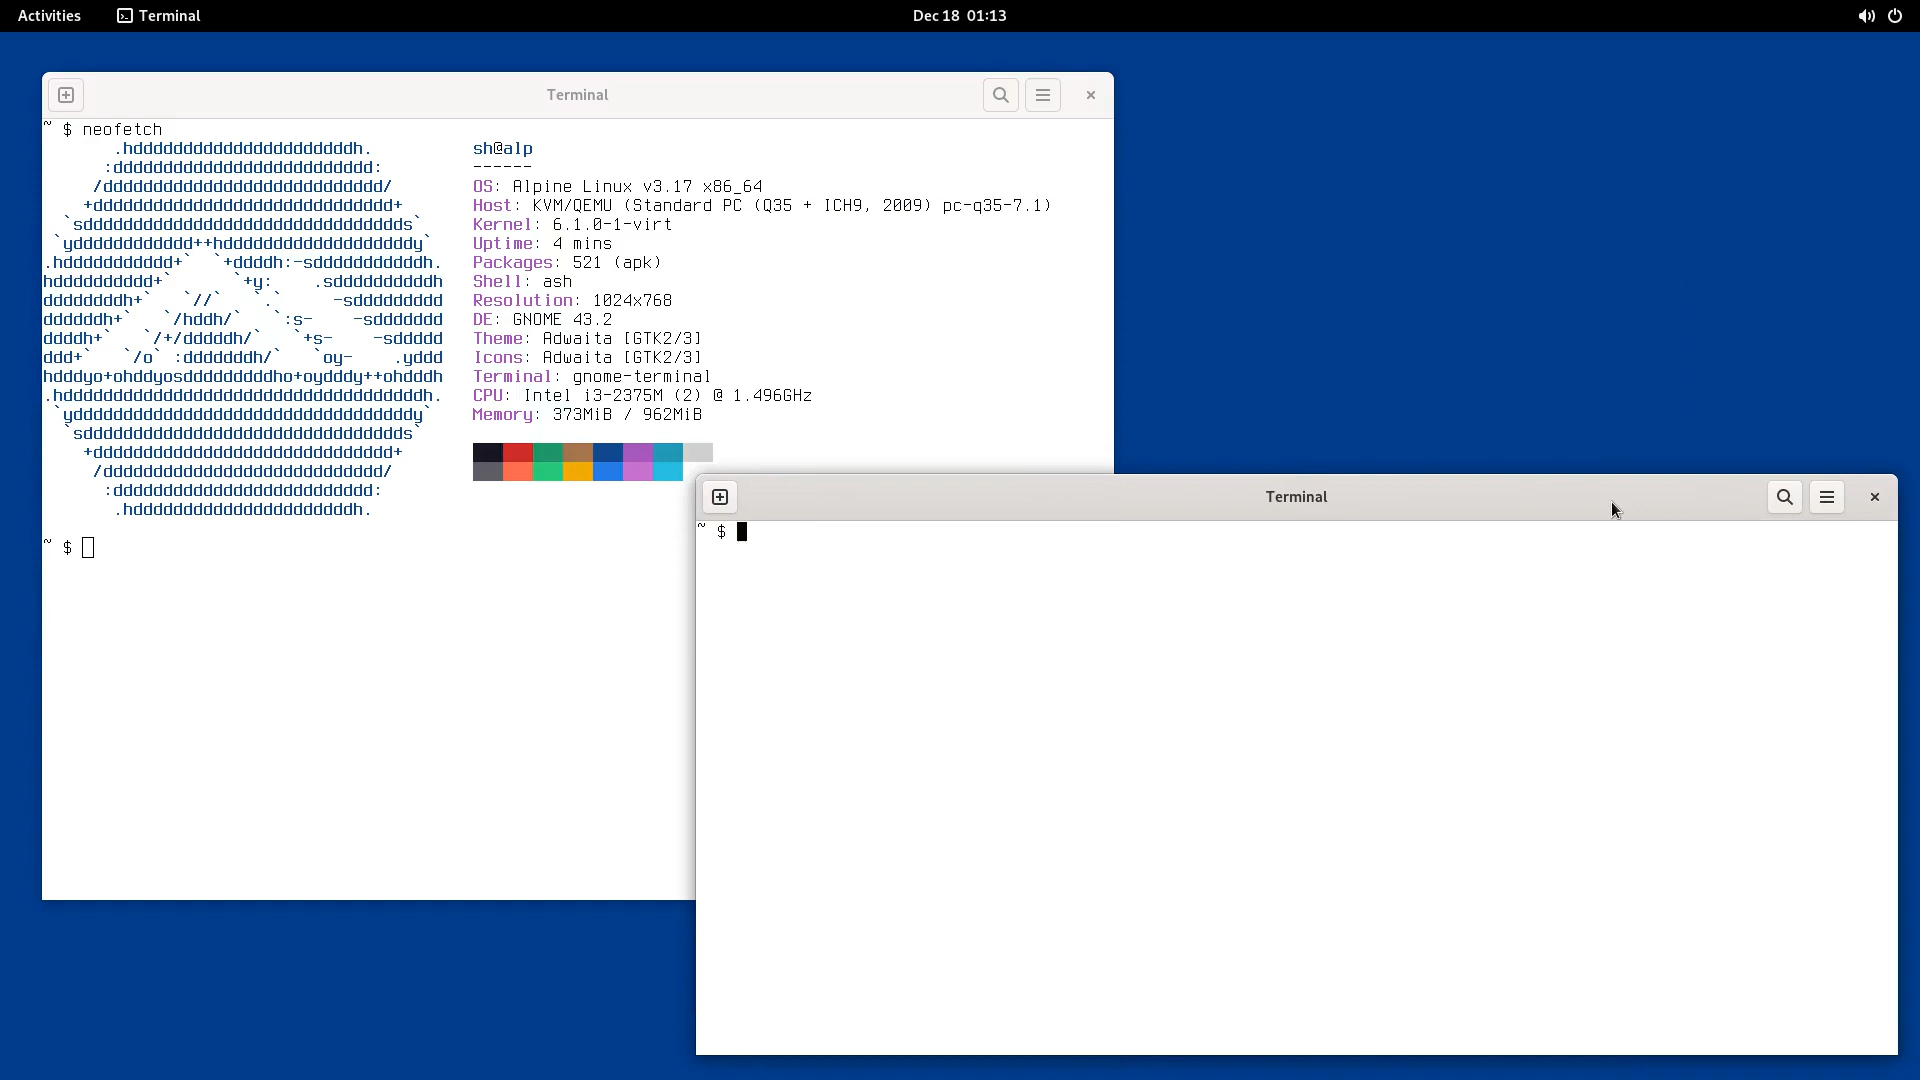 Activities
Terminal
Dec 18 01:13
Terminal
~ $ neofetch
sh@alp
------
OS: Alpine Linux v3.17 x86_64
Host: KVM/QEMU (Standard PC (Q35 + ICH9, 2009) pc-q35-7.1)
Kernel: 6.1.0-1-virt
Uptime: 4 mins
Packages: 521 (apk)
Shell: ash
Resolution: 1024x768
DE: GNOME 43.2
Theme: Adwaita [GTK2/3]
Icons: Adwaita [GTK2/3]
Terminal: gnome-terminal
CPU: Intel i3-2375M (2) @ 1.496GHz
Memory: 373MiB / 962MiB
~ $
Terminal
~ $